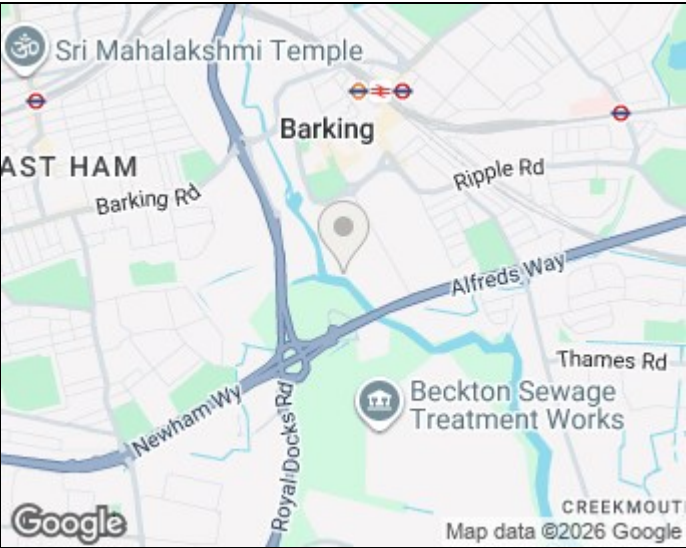 Sri Mahalakshmi Temple
Barking
AST HAM
Ripple Rd
Barking Rd
Alfreds Way
Thames Rd
Beckton Sewage
Treatment Works
Newham Wy
Royal Docks Rd
CREEKMOUT
Google
Map data ©2026 Google